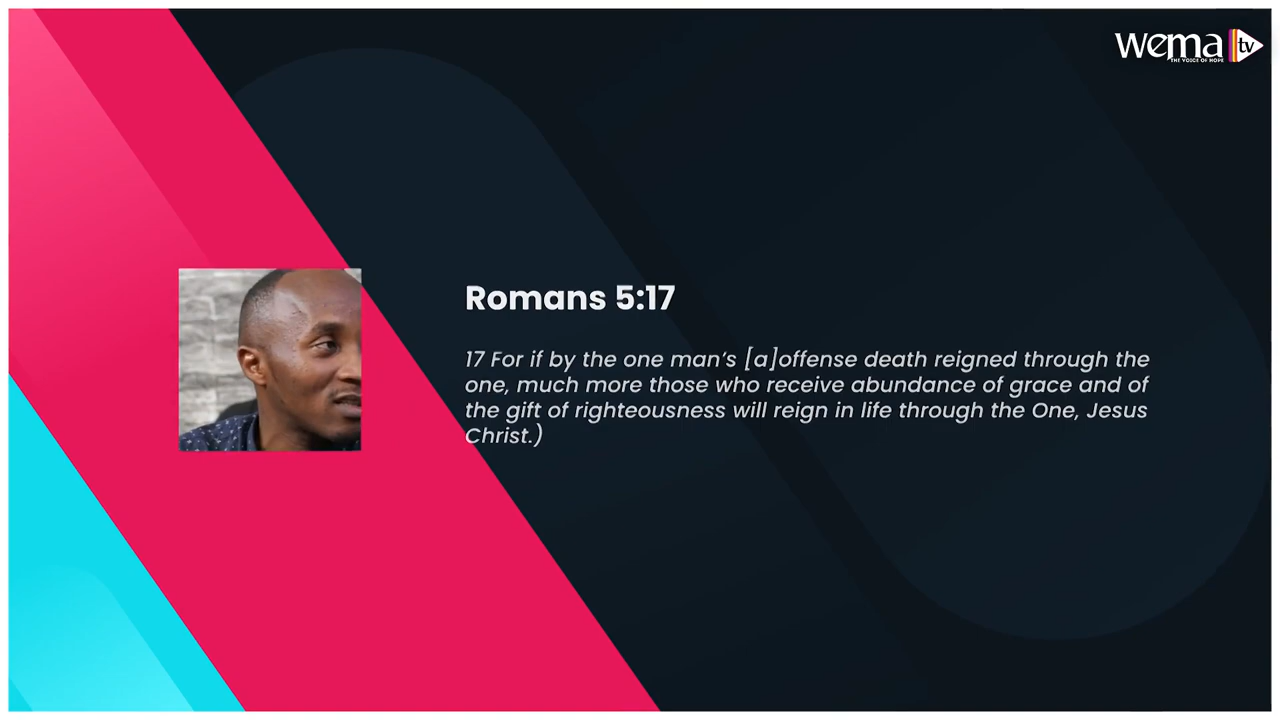 wema tv
THE VOICE OF HOPE
Romans 5:17
17 For if by the one man’s [a]offense death reigned through the
one, much more those who receive abundance of grace and of
the gift of righteousness will reign in life through the One, Jesus
Christ.)